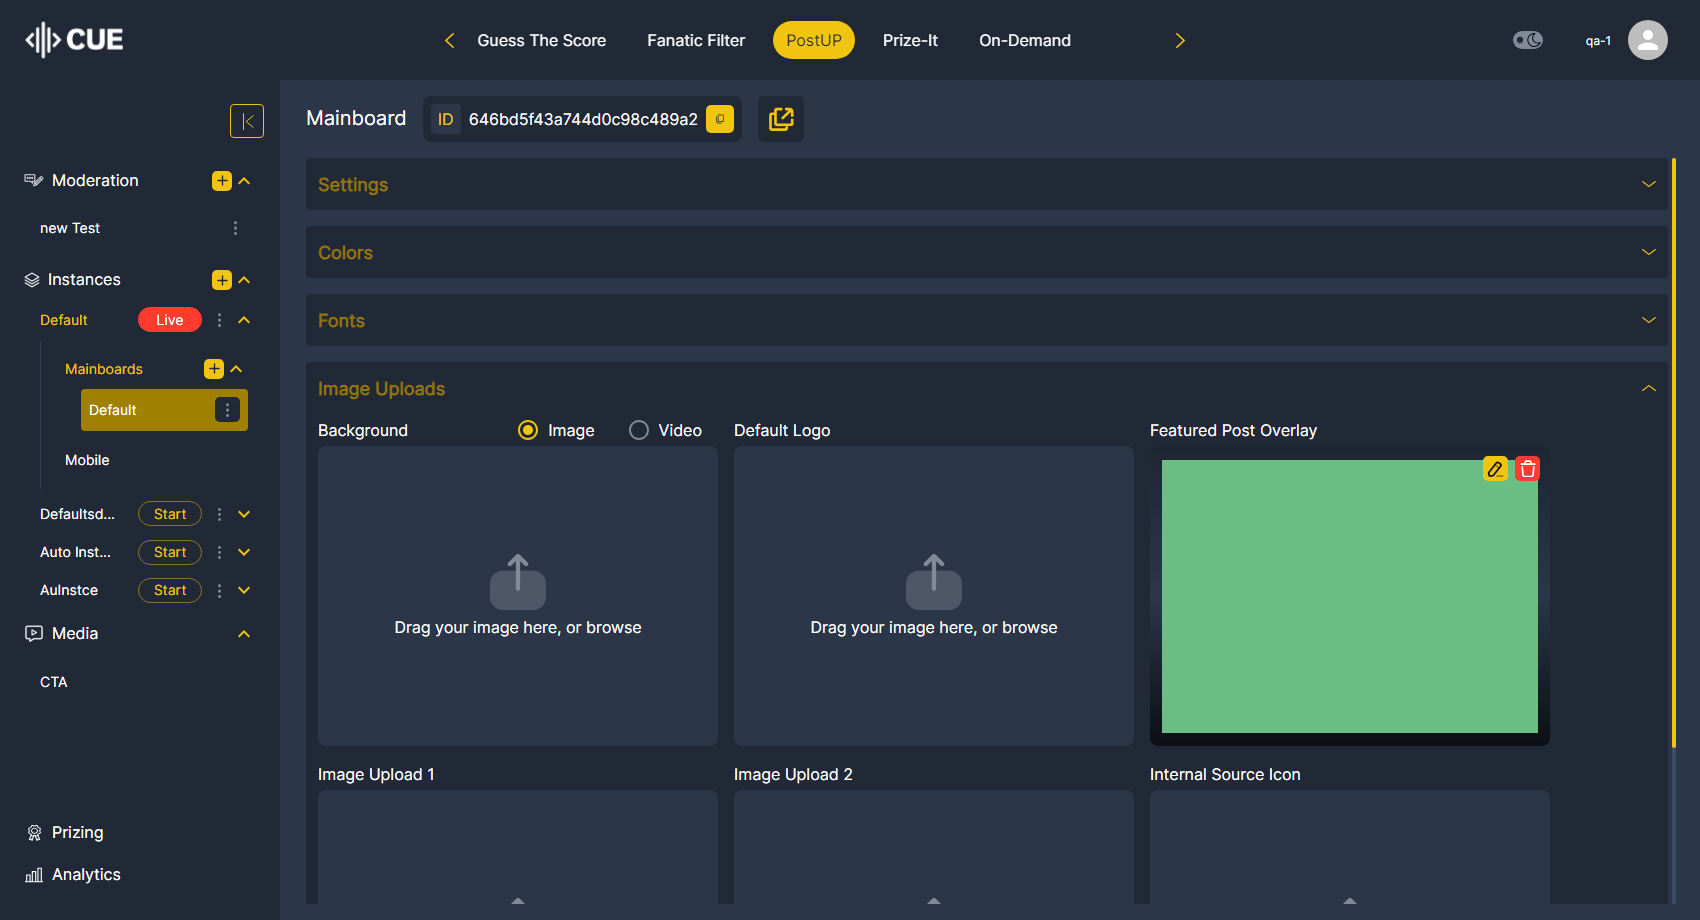 CUE
Guess The Score
Fanatic Filter
PostUP
Prize-It
On-Demand
qa-1
Moderation
new Test
Instances
Default
Live
Mainboards
Default
Mobile
Defaultsd...
Start
Auto Inst...
Start
AuInstce
Start
Media
CTA
Prizing
Analytics
Mainboard
ID 646bd5f43a744d0c98c489a2
Settings
Colors
Fonts
Image Uploads
Background
Image
Video
Default Logo
Featured Post Overlay
Drag your image here, or browse
Drag your image here, or browse
Image Upload 1
Image Upload 2
Internal Source Icon